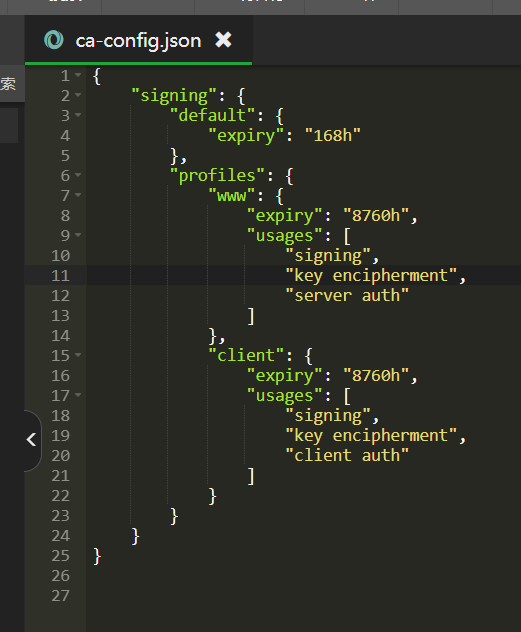 ca-config.json ✖
索
1 {
2     "signing": {
3         "default": {
4             "expiry": "168h"
5         },
6         "profiles": {
7             "www": {
8                 "expiry": "8760h",
9                 "usages": [
10                     "signing",
11                     "key encipherment",
12                     "server auth"
13                 ]
14             },
15             "client": {
16                 "expiry": "8760h",
17                 "usages": [
18                     "signing",
19                     "key encipherment",
20                     "client auth"
21                 ]
22             }
23         }
24     }
25 }
26
27